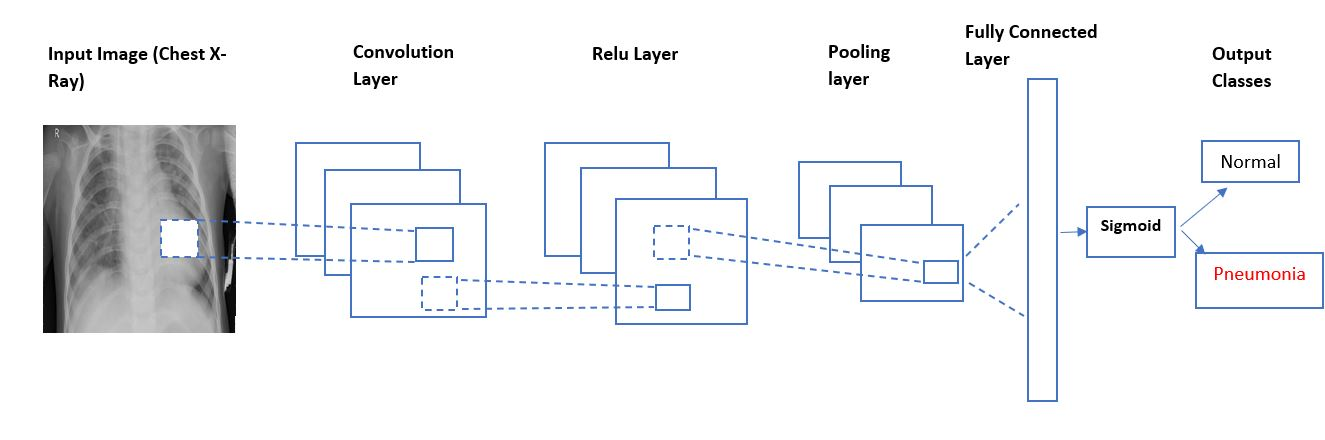 Input Image (Chest X-
Ray)
Convolution
Layer
Relu Layer
Pooling
layer
Fully Connected
Layer
Output
Classes
R
Normal
Sigmoid
Pneumonia